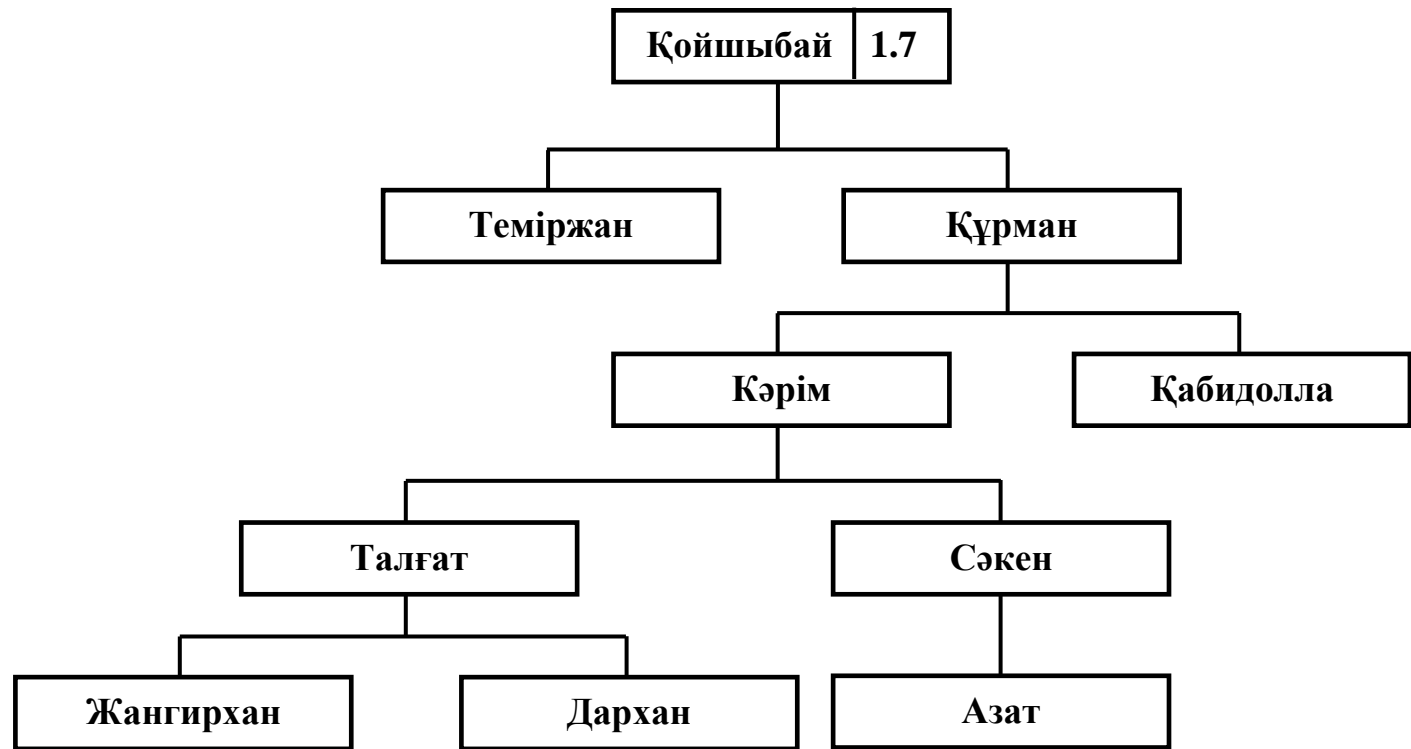 Қойшыбай 1.7
Теміржан Құрман
Кәрім Қабидолла
Талғат Сәкен
Жангирхан Дархан Азат